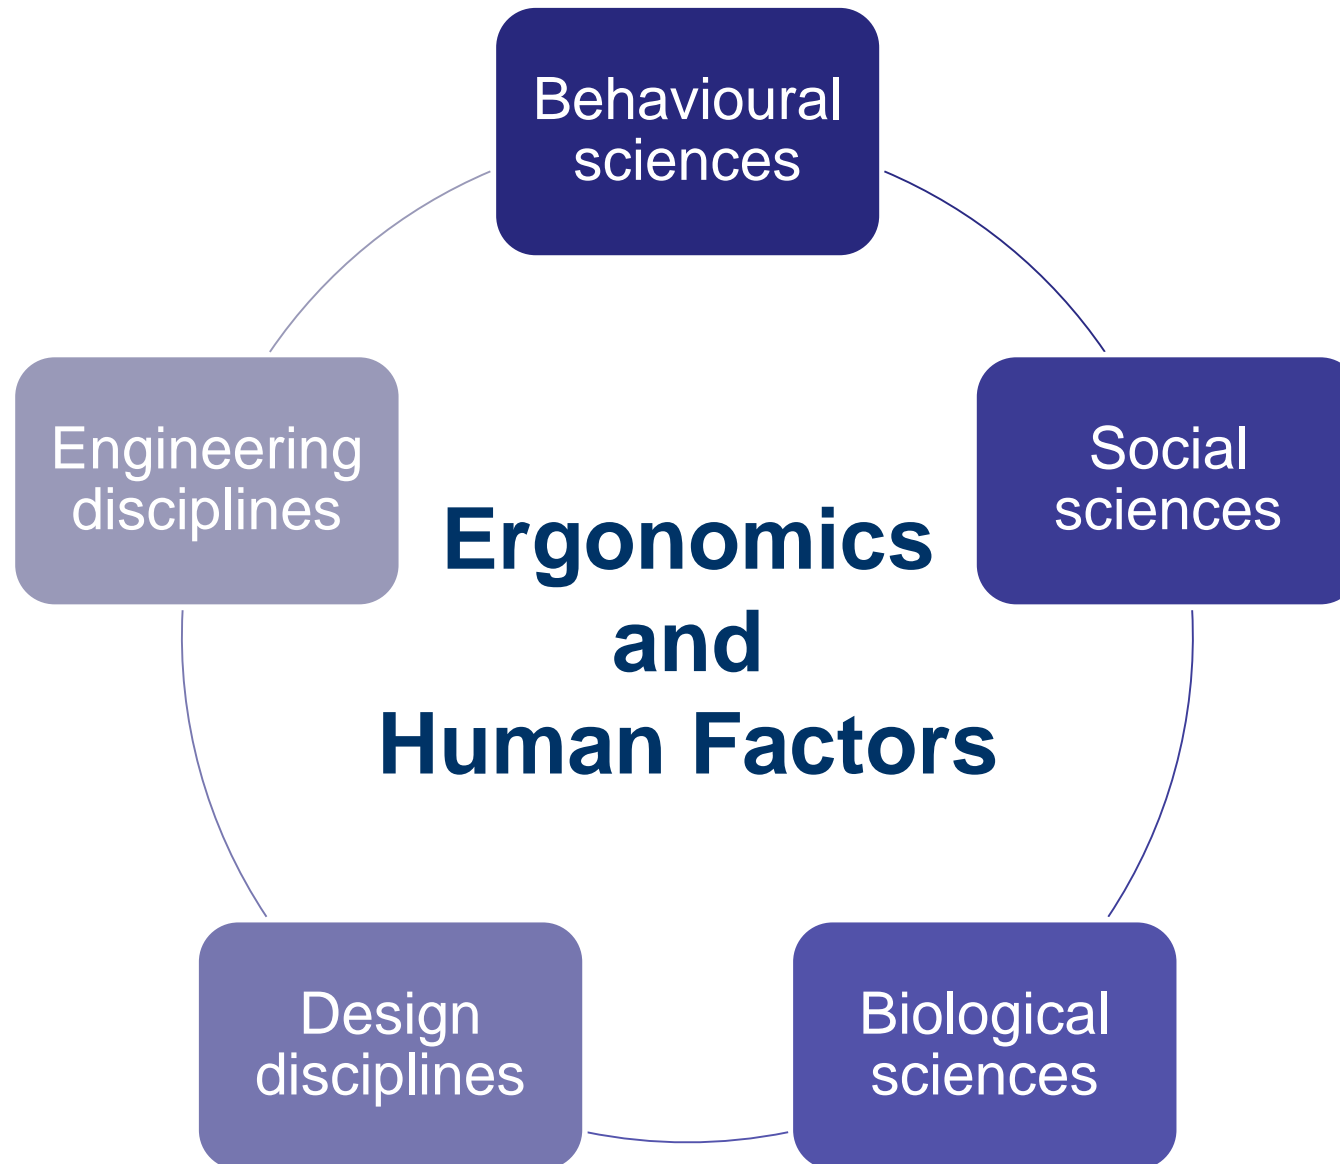 Behavioural
sciences
Social
sciences
Biological
sciences
Design
disciplines
Engineering
disciplines
Ergonomics
and
Human Factors